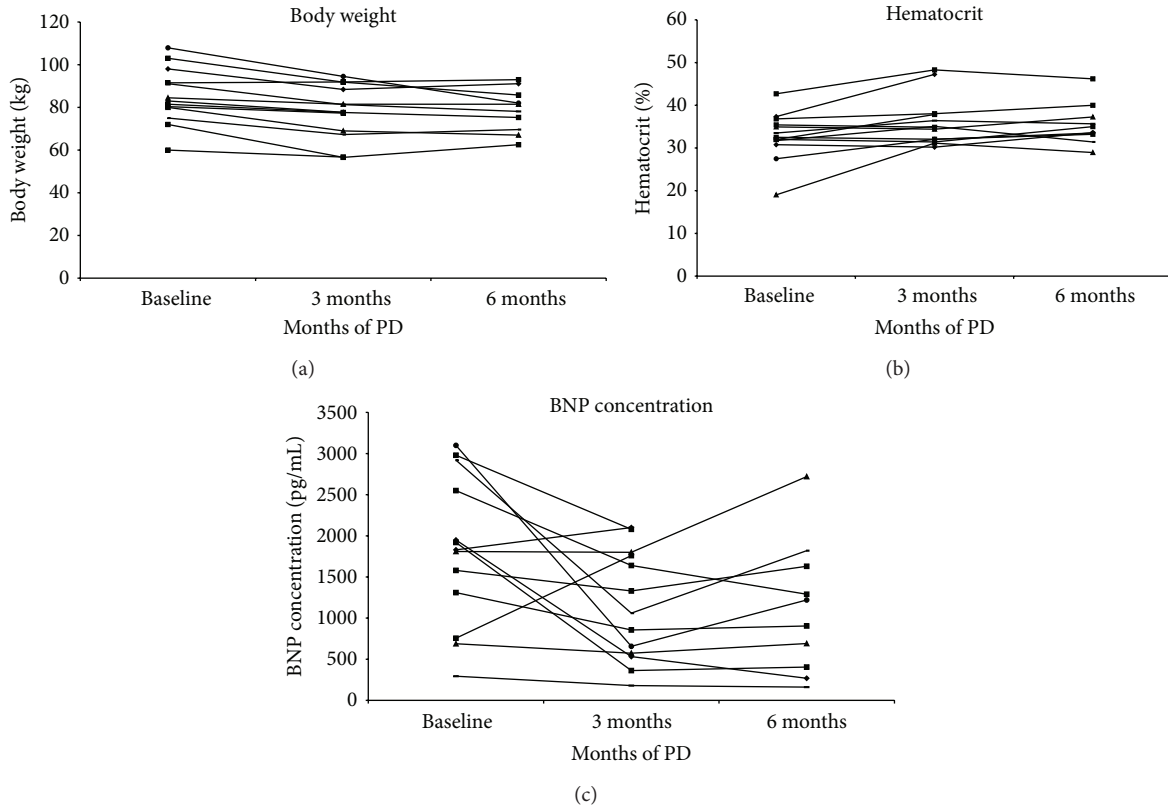 Body weight
120
100
80
60
40
20
0
Body weight (kg)
Baseline
3 months
6 months
Months of PD
(a)
Hematocrit
60
50
40
30
20
10
0
Hematocrit (%)
Baseline
3 months
6 months
Months of PD
(b)
BNP concentration
3500
3000
2500
2000
1500
1000
500
0
BNP concentration (pg/mL)
Baseline
3 months
6 months
Months of PD
(c)